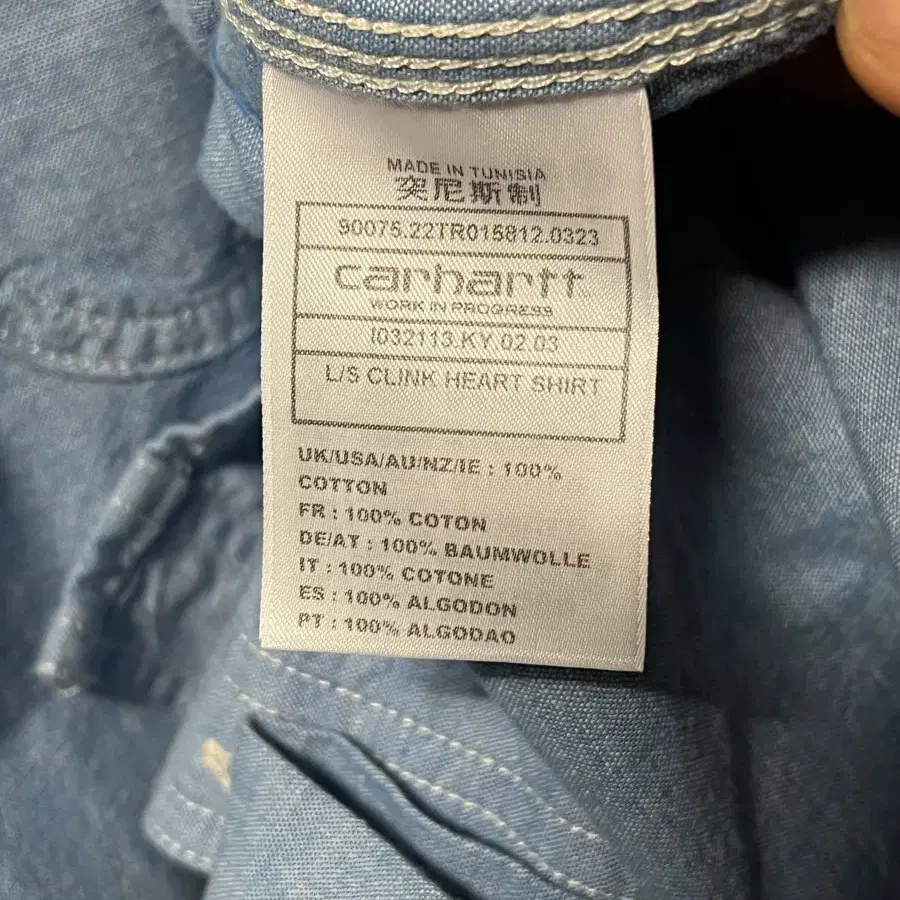 MADE IN TUNISIA
突尼斯制
90075.22TR015812.0323
carhartt
WORK IN PROGRESS
I032113.KY 02 03
L/S CLINK HEART SHIRT
UK/USA/AU/NZ/IE : 100%
COTTON
FR : 100% COTON
DE/AT : 100% BAUMWOLLE
IT : 100% COTONE
ES : 100% ALGODON
PT : 100% ALGODAO